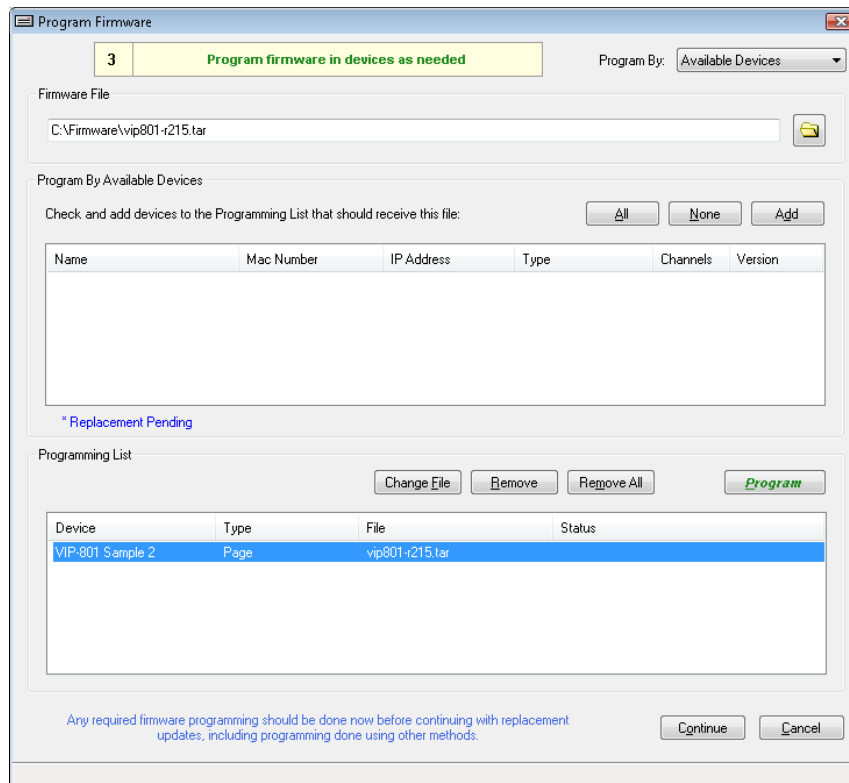 Program Firmware
3 Program firmware in devices as needed Program By: Available Devices
Firmware File
C:\Firmware\vip801-r215.tar
Program By Available Devices
Check and add devices to the Programming List that should receive this file: All None Add
Name Mac Number IP Address Type Channels Version
* Replacement Pending
Programming List
Change File Remove Remove All Program
Device Type File Status
VIP-801 Sample 2 Page vip801-r215.tar
Any required firmware programming should be done now before continuing with replacement
updates, including programming done using other methods.
Continue Cancel